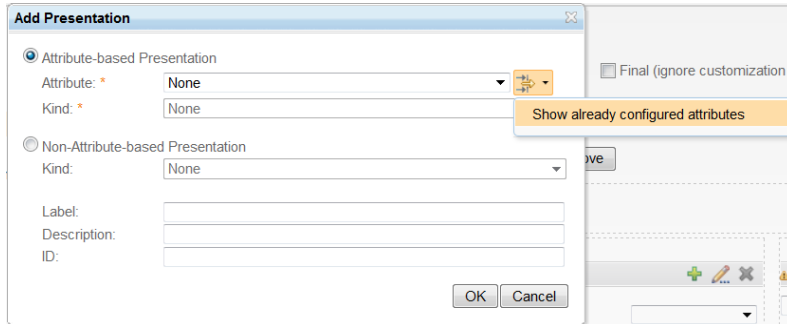 Add Presentation
Attribute-based Presentation
Attribute: * None
Final (ignore customization
Kind: * None
Show already configured attributes
Non-Attribute-based Presentation
Kind: None
Label:
Description:
ID:
OK Cancel